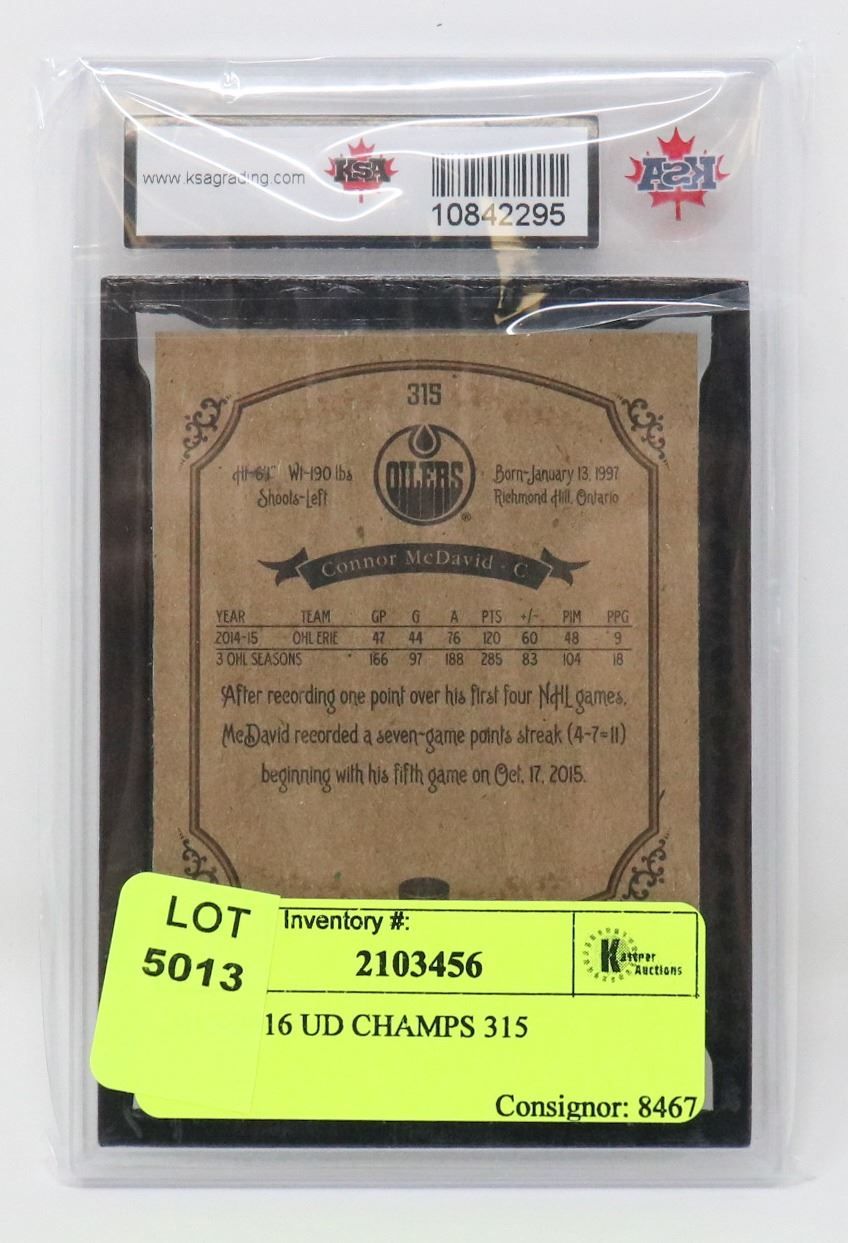 www.ksagrading.com
KSA
10842295
KSA
315
Ht-6'1" Wt-190 lbs
Shoots-Left
OILERS
®
Born-January 13, 1997
Richmond Hill, Ontario
Connor McDavid - C
YEAR TEAM GP G A PTS +/- PIM PPG
2014-15 OHL ERIE 47 44 76 120 60 48 9
3 OHL SEASONS 166 97 188 285 83 104 18
After recording one point over his first four NHL games,
McDavid recorded a seven-game points streak (4-7=11)
beginning with his fifth game on Oct. 17, 2015.
LOT
5013
Inventory #:
2103456
Kastner
Auctions
16 UD CHAMPS 315
Consignor: 8467